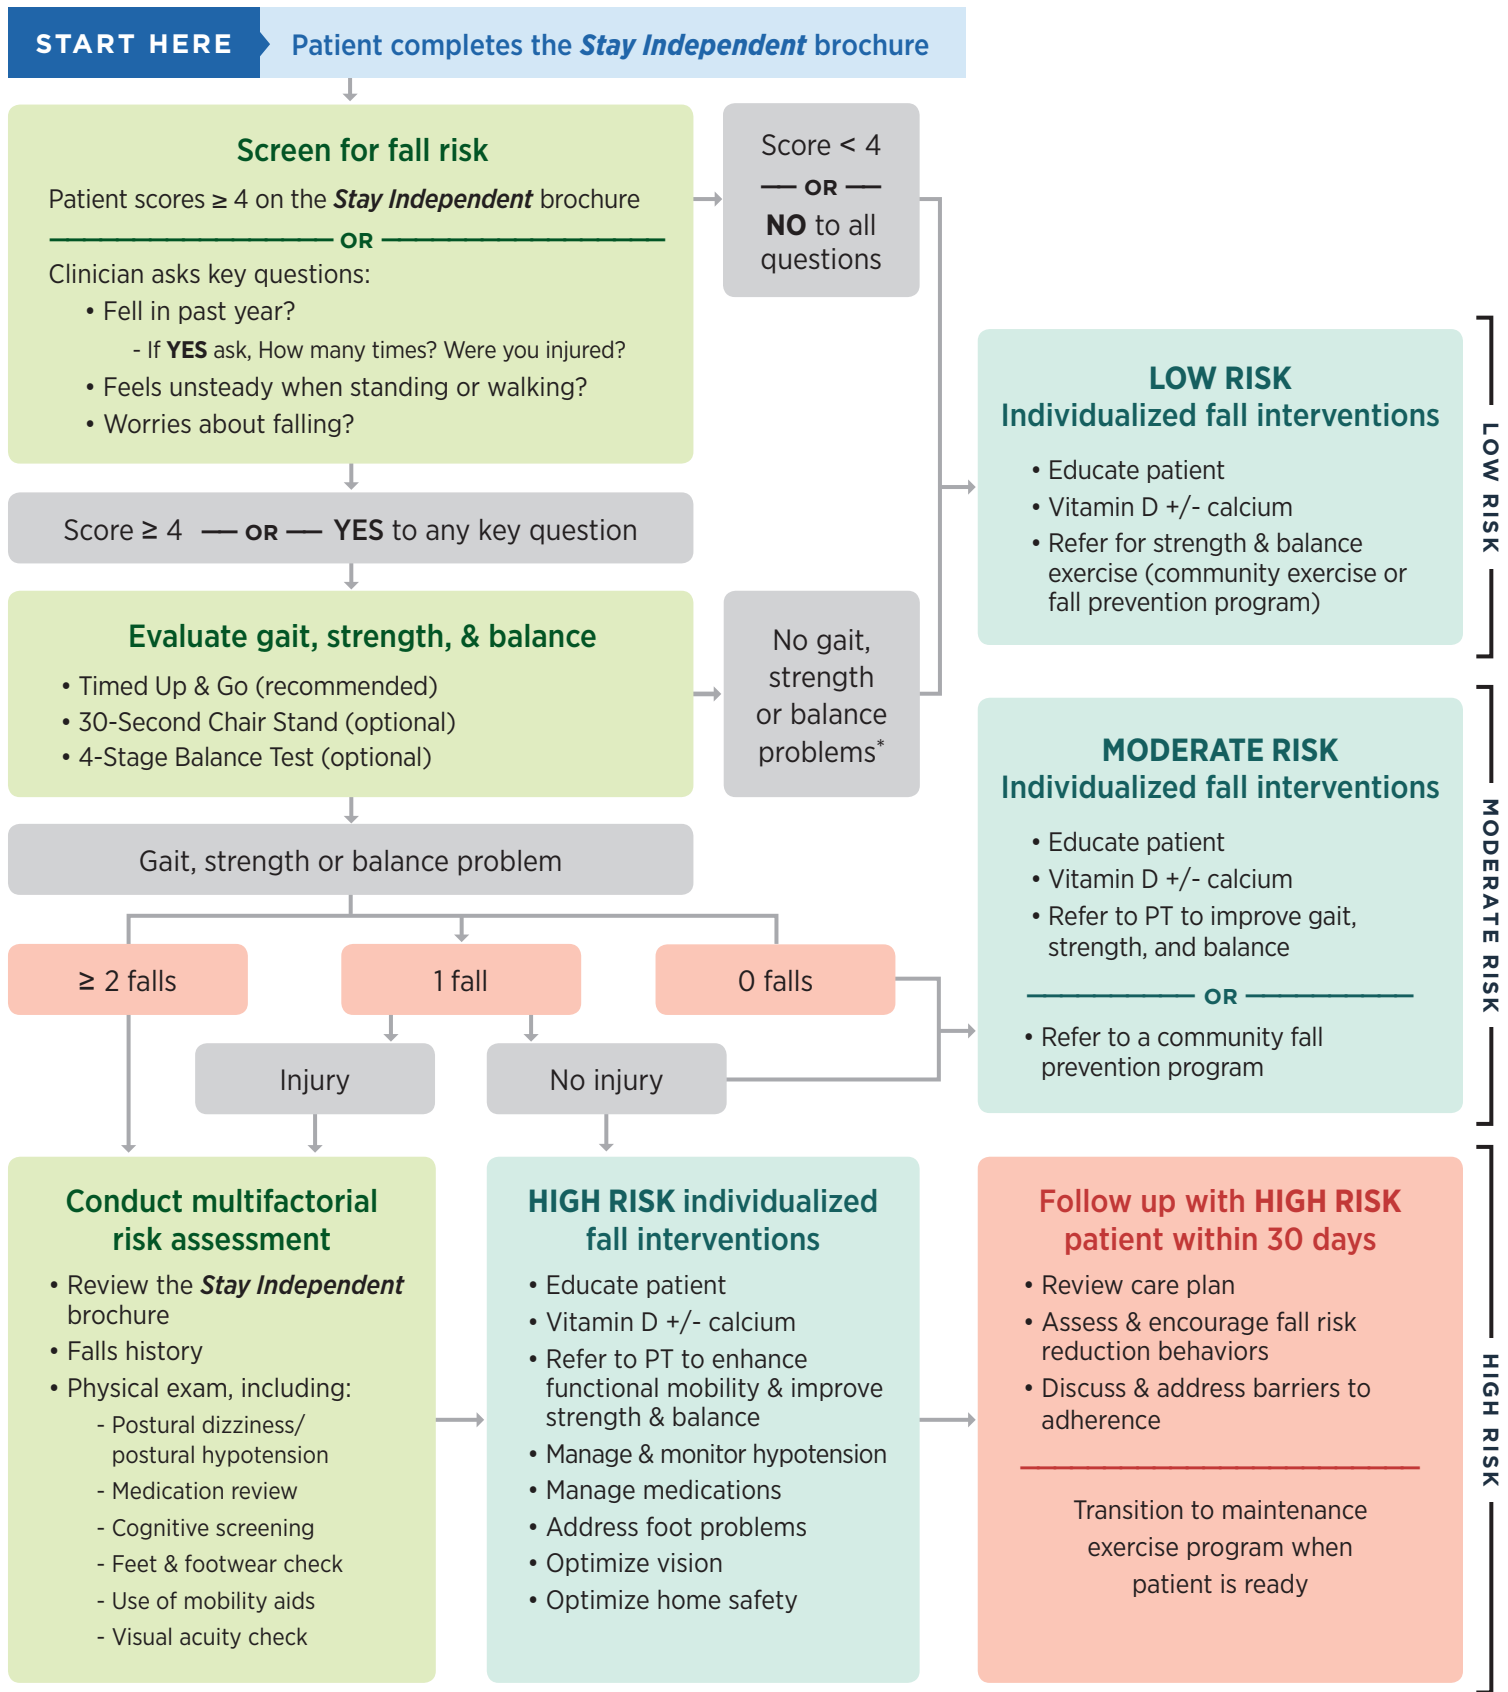 START HERE
Patient completes the Stay Independent brochure
Screen for fall risk
Patient scores ≥ 4 on the Stay Independent brochure
OR
Clinician asks key questions:
• Fell in past year?
- If YES ask, How many times? Were you injured?
• Feels unsteady when standing or walking?
• Worries about falling?
Score < 4
OR
NO to all
questions
Score ≥ 4 OR YES to any key question
Evaluate gait, strength, & balance
• Timed Up & Go (recommended)
• 30-Second Chair Stand (optional)
• 4-Stage Balance Test (optional)
No gait,
strength
or balance
problems*
Gait, strength or balance problem
≥ 2 falls
1 fall
0 falls
Injury
No injury
LOW RISK
Individualized fall interventions
• Educate patient
• Vitamin D +/- calcium
• Refer for strength & balance
exercise (community exercise or
fall prevention program)
LOW RISK
MODERATE RISK
Individualized fall interventions
• Educate patient
• Vitamin D +/- calcium
• Refer to PT to improve gait,
strength, and balance
OR
• Refer to a community fall
prevention program
MODERATE RISK
Conduct multifactorial
risk assessment
• Review the Stay Independent
brochure
• Falls history
• Physical exam, including:
- Postural dizziness/
postural hypotension
- Medication review
- Cognitive screening
- Feet & footwear check
- Use of mobility aids
- Visual acuity check
HIGH RISK individualized
fall interventions
• Educate patient
• Vitamin D +/- calcium
• Refer to PT to enhance
functional mobility & improve
strength & balance
• Manage & monitor hypotension
• Manage medications
• Address foot problems
• Optimize vision
• Optimize home safety
Follow up with HIGH RISK
patient within 30 days
• Review care plan
• Assess & encourage fall risk
reduction behaviors
• Discuss & address barriers to
adherence
Transition to maintenance
exercise program when
patient is ready
HIGH RISK